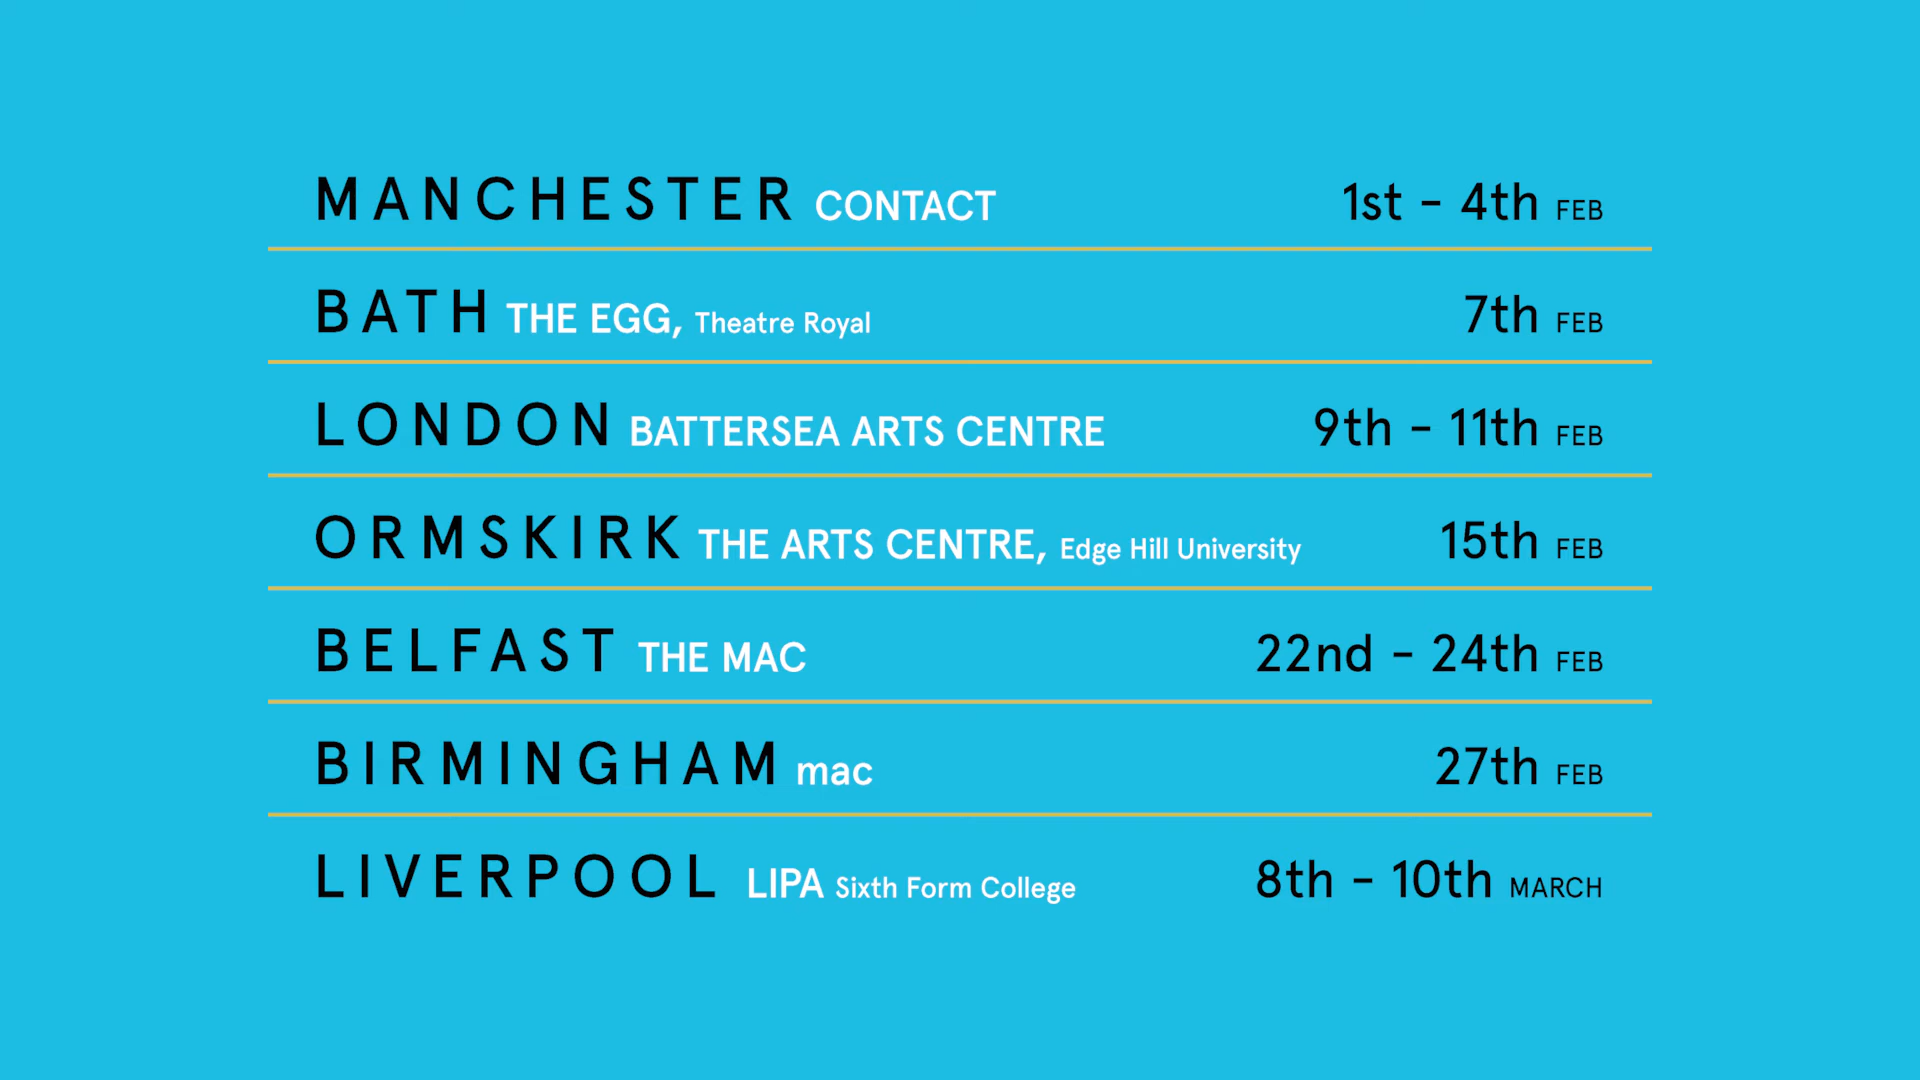 MANCHESTER CONTACT 1st - 4th FEB
BATH THE EGG, Theatre Royal 7th FEB
LONDON BATTERSEA ARTS CENTRE 9th - 11th FEB
ORMSKIRK THE ARTS CENTRE, Edge Hill University 15th FEB
BELFAST THE MAC 22nd - 24th FEB
BIRMINGHAM mac 27th FEB
LIVERPOOL LIPA Sixth Form College 8th - 10th MARCH